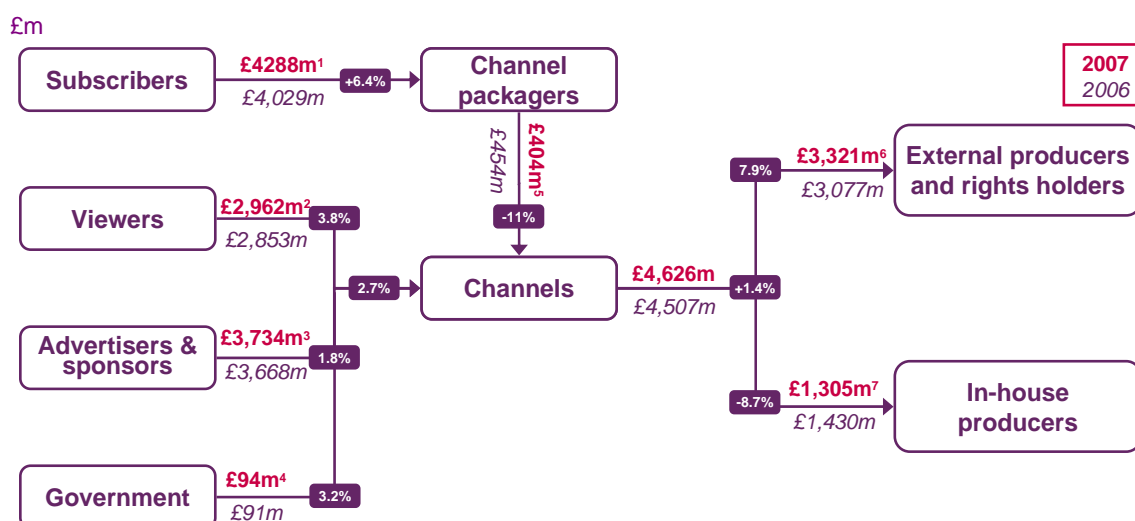 £m
Subscribers
£4288m¹
£4,029m
+6.4%
Channel
packagers
2007
2006
£404m⁵
£454m
-11%
Viewers
£2,962m²
£2,853m
3.8%
2.7%
Channels
£4,626m
£4,507m
+1.4%
7.9%
£3,321m⁶
£3,077m
External producers
and rights holders
Advertisers &
sponsors
£3,734m³
£3,668m
1.8%
-8.7%
£1,305m⁷
£1,430m
In-house
producers
Government
£94m⁴
£91m
3.2%